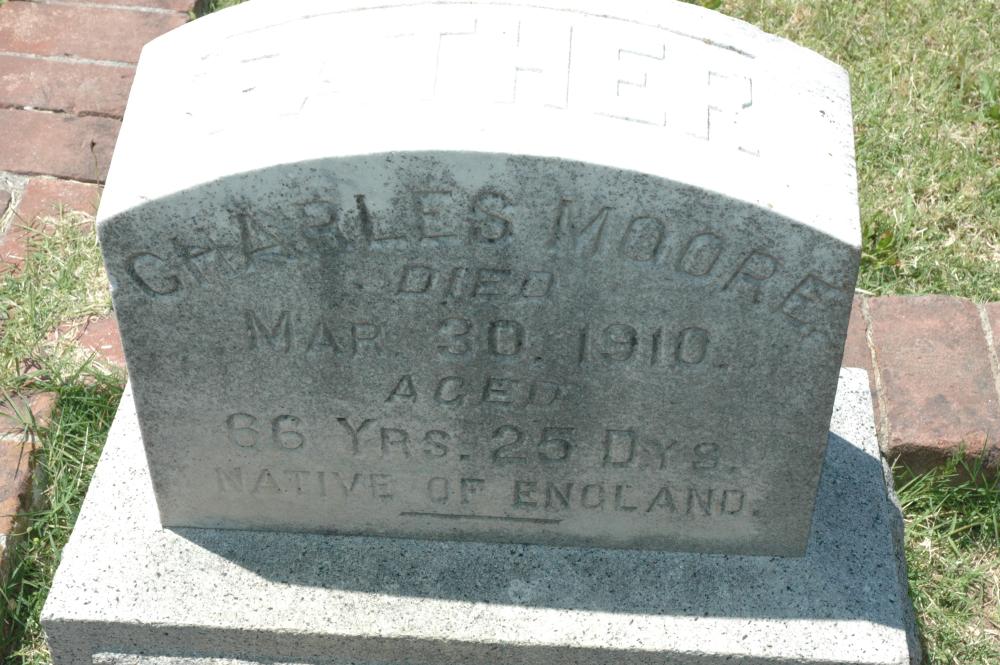 FATHER
CHARLES MOORE
DIED
MAR. 30. 1910.
AGED
66 YRS. 25 DYS.
NATIVE OF ENGLAND.